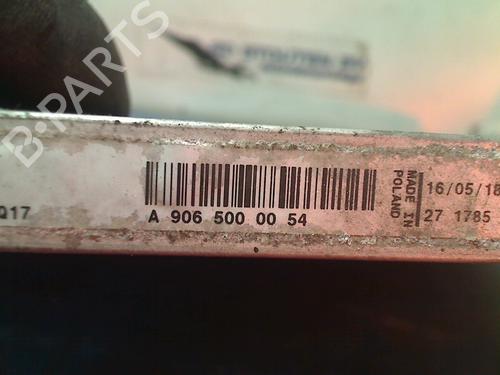 B-PARTS
Q17
A 906 500 00 54
MADE IN
POLAND
16/05/18
27 1785